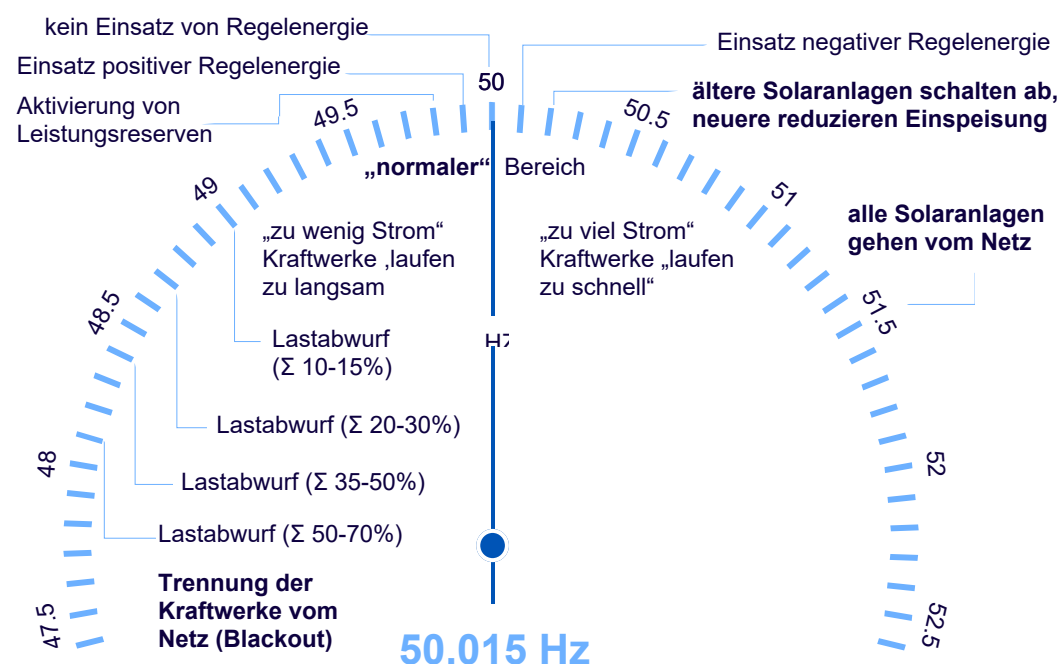 kein Einsatz von Regelenergie
Einsatz positiver Regelenergie
Aktivierung von
Leistungsreserven
50
Einsatz negativer Regelenergie
ältere Solaranlagen schalten ab,
neuere reduzieren Einspeisung
49.5
50.5
„normaler“ Bereich
49
51
„zu wenig Strom“
Kraftwerke ‚laufen
zu langsam
„zu viel Strom“
Kraftwerke „laufen
zu schnell“
alle Solaranlagen
gehen vom Netz
48.5
51.5
Hz
Lastabwurf
(Σ 10-15%)
Lastabwurf (Σ 20-30%)
48
52
Lastabwurf (Σ 35-50%)
Lastabwurf (Σ 50-70%)
Trennung der
Kraftwerke vom
Netz (Blackout)
47.5
52.5
50.015 Hz